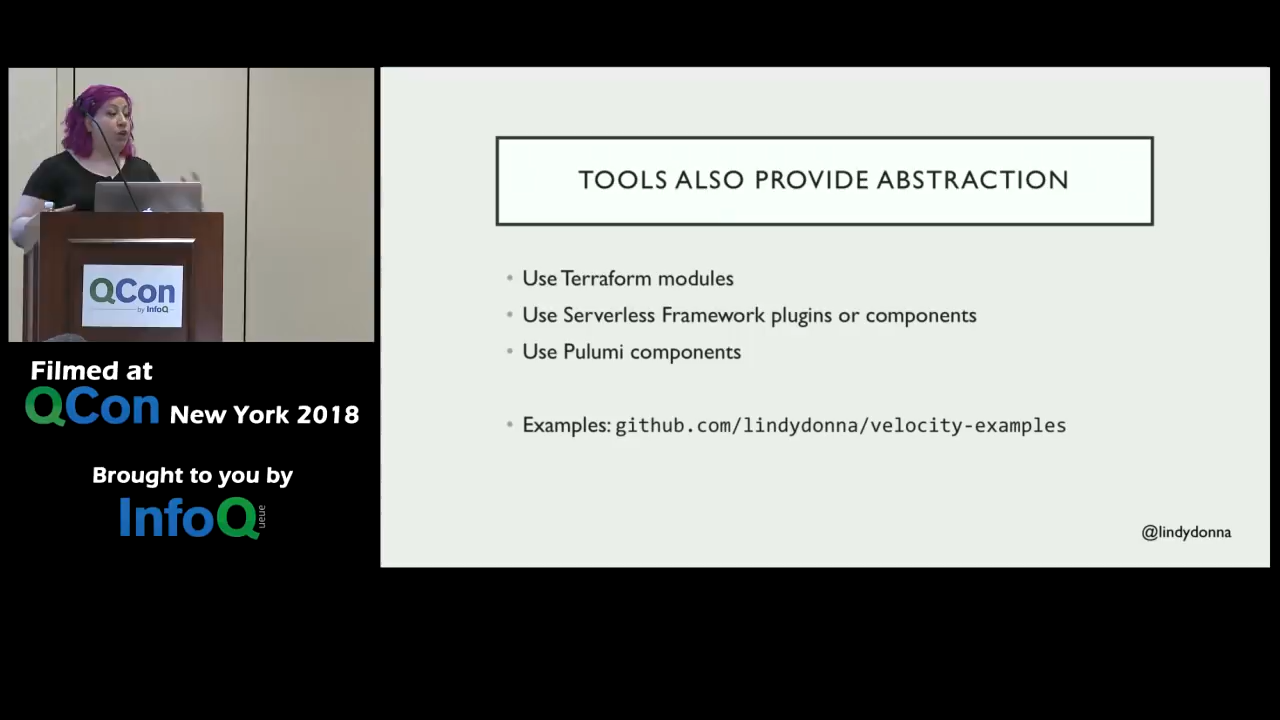 QCon
by InfoQ
Filmed at
QCon New York 2018
Brought to you by
InfoQ
ueue
TOOLS ALSO PROVIDE ABSTRACTION
• Use Terraform modules
• Use Serverless Framework plugins or components
• Use Pulumi components
• Examples: github.com/lindydonna/velocity-examples
@lindydonna